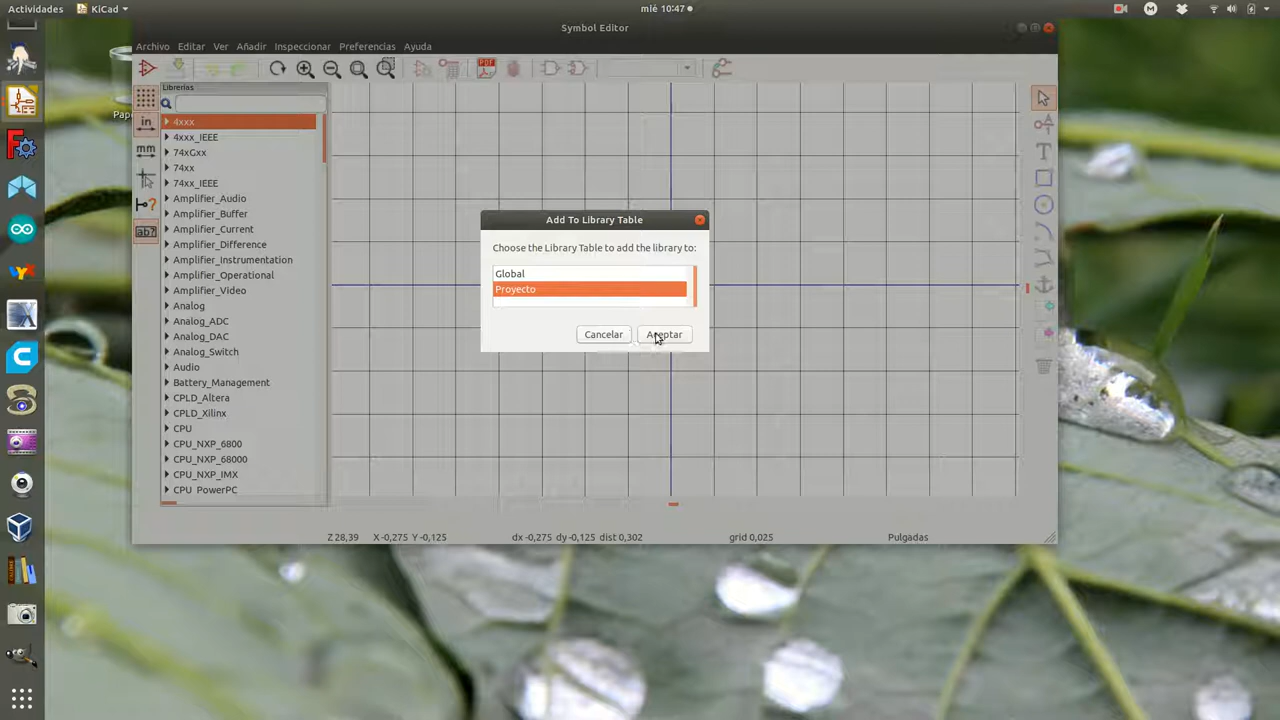 Actividades
KiCad
mié 10:47
Symbol Editor
Archivo Editar Ver Añadir Inspeccionar Preferencias Ayuda
PDF
Librerías
in
mm
ab?
4xxx
4xxx_IEEE
74xGxx
74xx
74xx_IEEE
Amplifier_Audio
Amplifier_Buffer
Amplifier_Current
Amplifier_Difference
Amplifier_Instrumentation
Amplifier_Operational
Amplifier_Video
Analog
Analog_ADC
Analog_DAC
Analog_Switch
Audio
Battery_Management
CPLD_Altera
CPLD_Xilinx
CPU
CPU_NXP_6800
CPU_NXP_68000
CPU_NXP_IMX
CPU_PowerPC
Add To Library Table
Choose the Library Table to add the library to:
Global
Proyecto
Cancelar Aceptar
Z 28,39 X -0,275 Y -0,125 dx -0,275 dy -0,125 dist 0,302 grid 0,025 Pulgadas